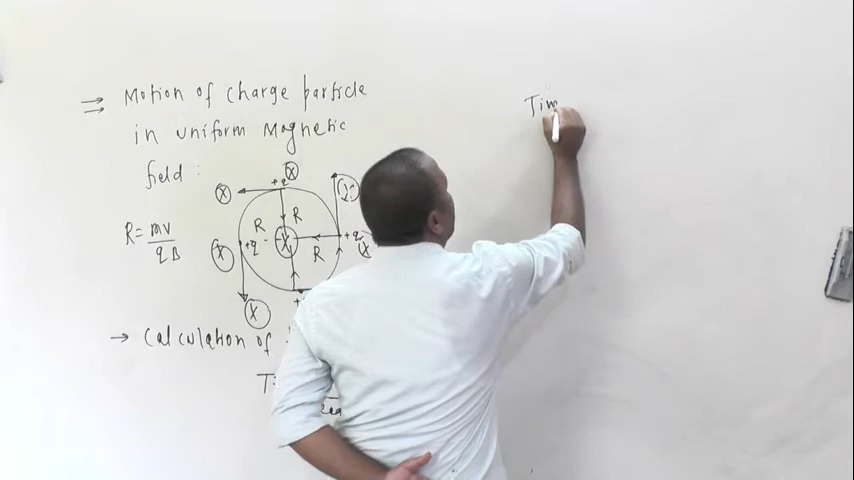 ⇒ Motion of charge particle
in uniform Magnetic
field :
X
+q
X
R
R
R = mv / qB
X
+q
X
R
+q
X
→ Calculation of
T =
Tim